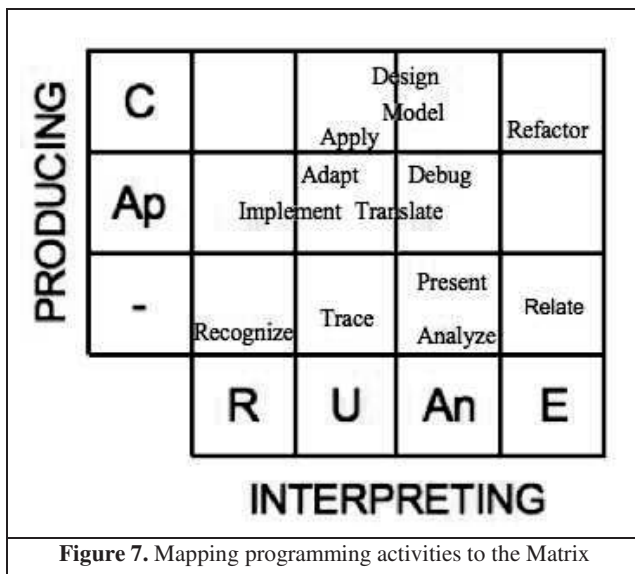 PRODUCING
C
Design
Model
Apply
Refactor
Ap
Adapt
Debug
Implement Translate
-
Recognize
Trace
Present
Analyze
Relate
R
U
An
E
INTERPRETING
Figure 7. Mapping programming activities to the Matrix